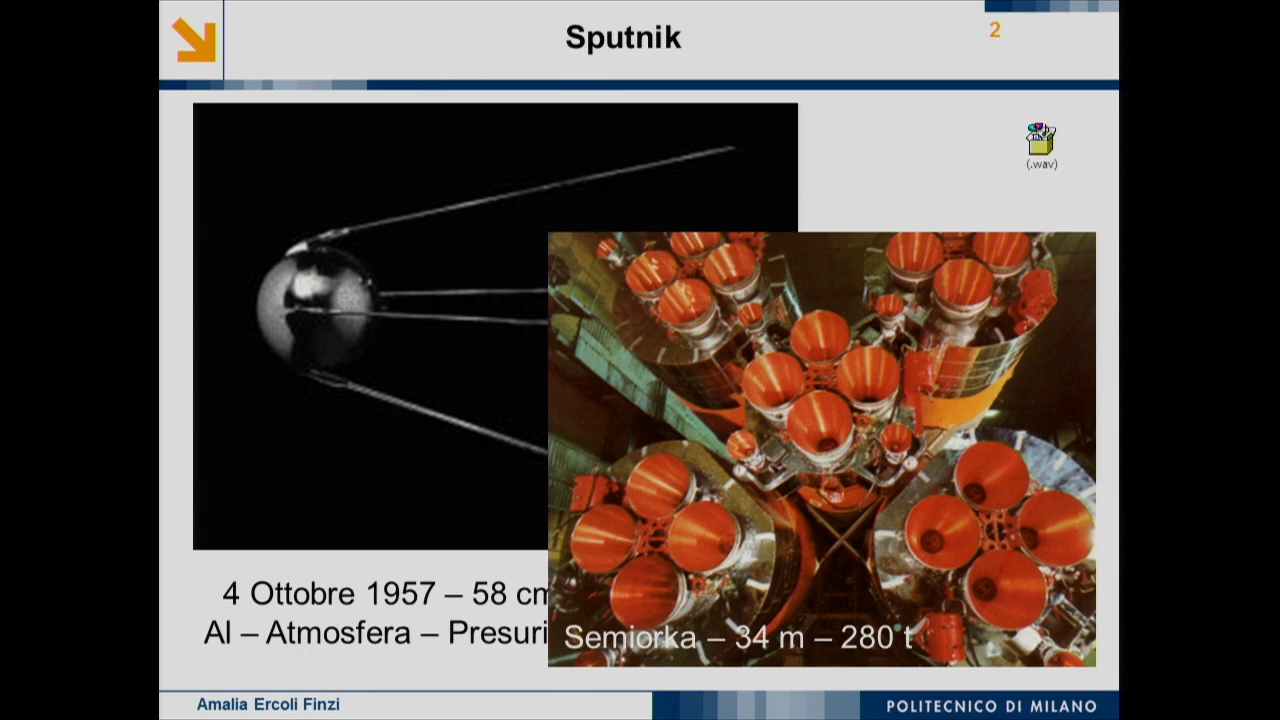 Sputnik
2
(.wav)
4 Ottobre 1957 – 58 cm
Al – Atmosfera – Presuri
Semiorka – 34 m – 280 t
Amalia Ercoli Finzi
POLITECNICO DI MILANO